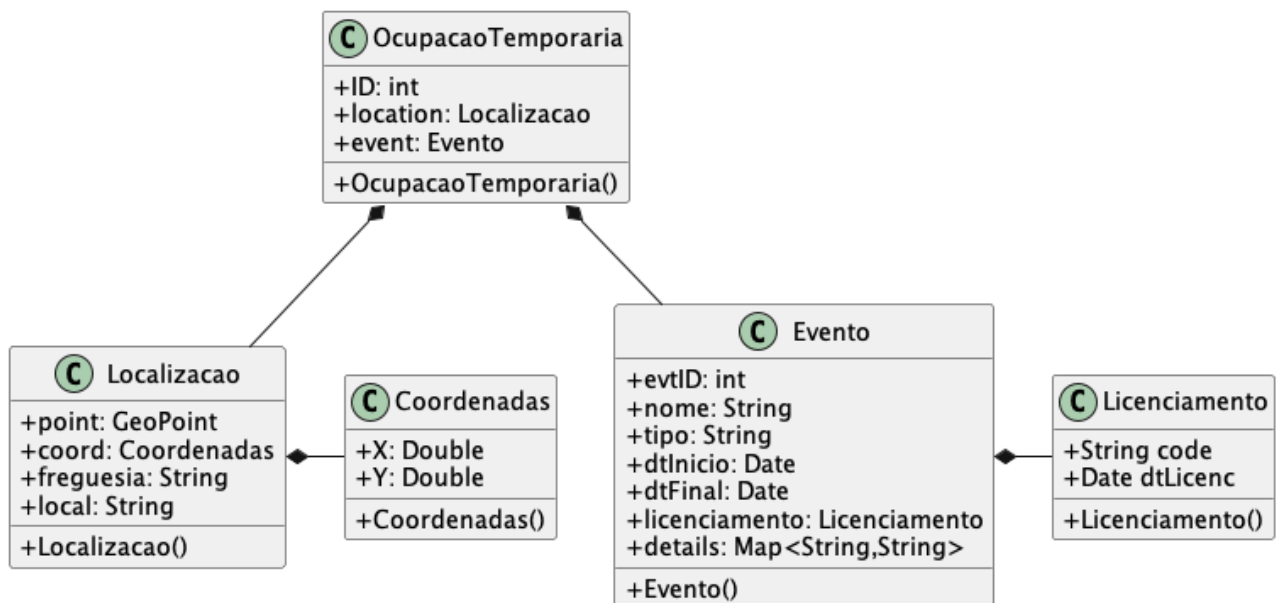 C OcupacaoTemporaria
+ID: int
+location: Localizacao
+event: Evento
+OcupacaoTemporaria()
C Localizacao
+point: GeoPoint
+coord: Coordenadas
+freguesia: String
+local: String
+Localizacao()
C Coordenadas
+X: Double
+Y: Double
+Coordenadas()
C Evento
+evtID: int
+nome: String
+tipo: String
+dtInicio: Date
+dtFinal: Date
+licenciamento: Licenciamento
+details: Map<String,String>
+Evento()
C Licenciamento
+String code
+Date dtLicenc
+Licenciamento()